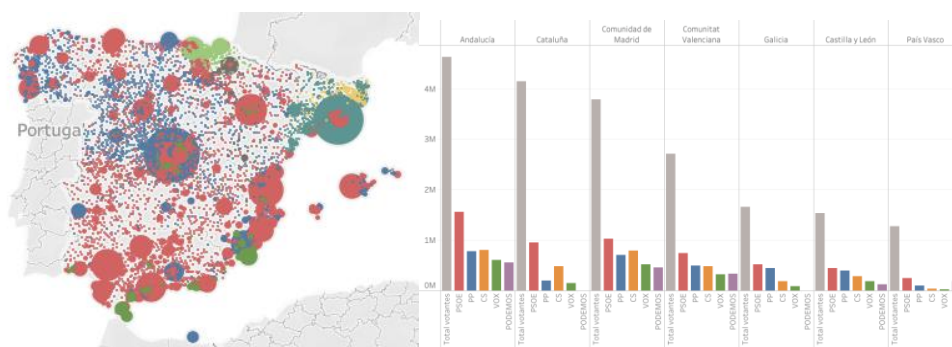 Portuga
Andalucía
Cataluña
Comunidad de
Madrid
Comunitat
Valenciana
Galicia
Castilla y León
País Vasco
4M
3M
2M
1M
0M
Total votantes
PSOE
PP
CS
VOX
PODEMOS
Total votantes
PSOE
PP
CS
VOX
PODEMOS
Total votantes
PSOE
PP
CS
VOX
PODEMOS
Total votantes
PSOE
PP
CS
VOX
PODEMOS
Total votantes
PSOE
PP
CS
VOX
PODEMOS
Total votantes
PSOE
PP
CS
VOX
PODEMOS
Total votantes
PSOE
PP
CS
VOX